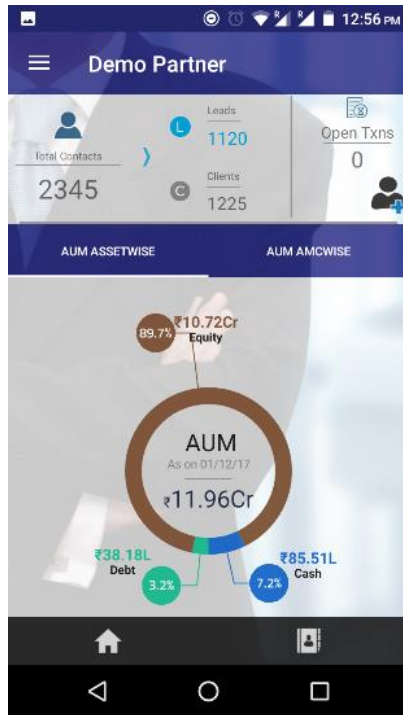 12:56 PM
Demo Partner
Total Contacts
2345
L
Leads
1120
C
Clients
1225
Open Txns
0
AUM ASSETWISE
AUM AMCWISE
89.7%
₹10.72Cr
Equity
AUM
As on 01/12/17
₹11.96Cr
₹38.18L
Debt
3.2%
₹85.51L
Cash
7.2%